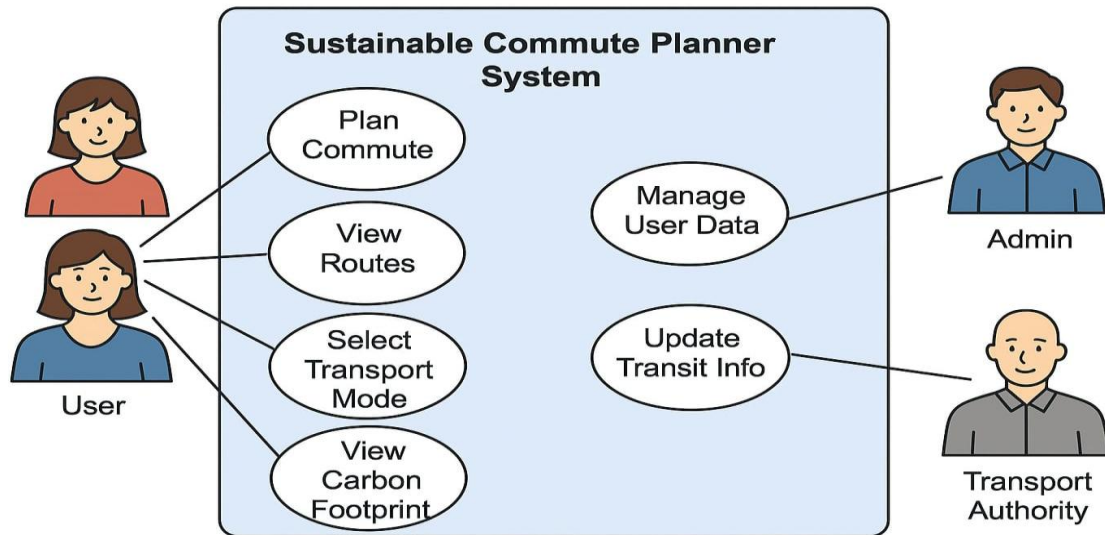 Sustainable Commute Planner
System
Plan
Commute
View
Routes
Select
Transport
Mode
View
Carbon
Footprint
Manage
User Data
Update
Transit Info
User
Admin
Transport
Authority